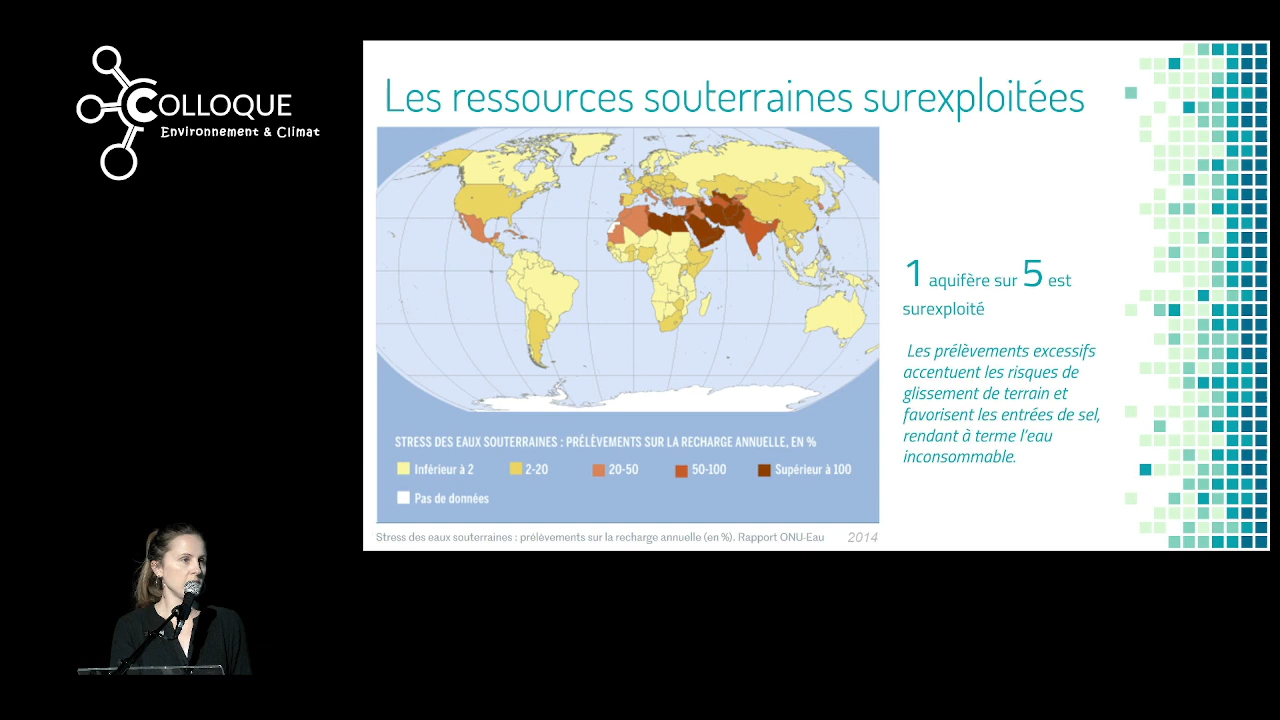 COLLOQUE
Environnement & Climat
Les ressources souterraines surexploitées
STRESS DES EAUX SOUTERRAINES : PRÉLÈVEMENTS SUR LA RECHARGE ANNUELLE, EN %
Inférieur à 2
2-20
20-50
50-100
Supérieur à 100
Pas de données
Stress des eaux souterraines : prélèvements sur la recharge annuelle (en %). Rapport ONU-Eau
2014
1 aquifère sur 5 est
surexploité
Les prélèvements excessifs
accentuent les risques de
glissement de terrain et
favorisent les entrées de sel,
rendant à terme l'eau
inconsommable.